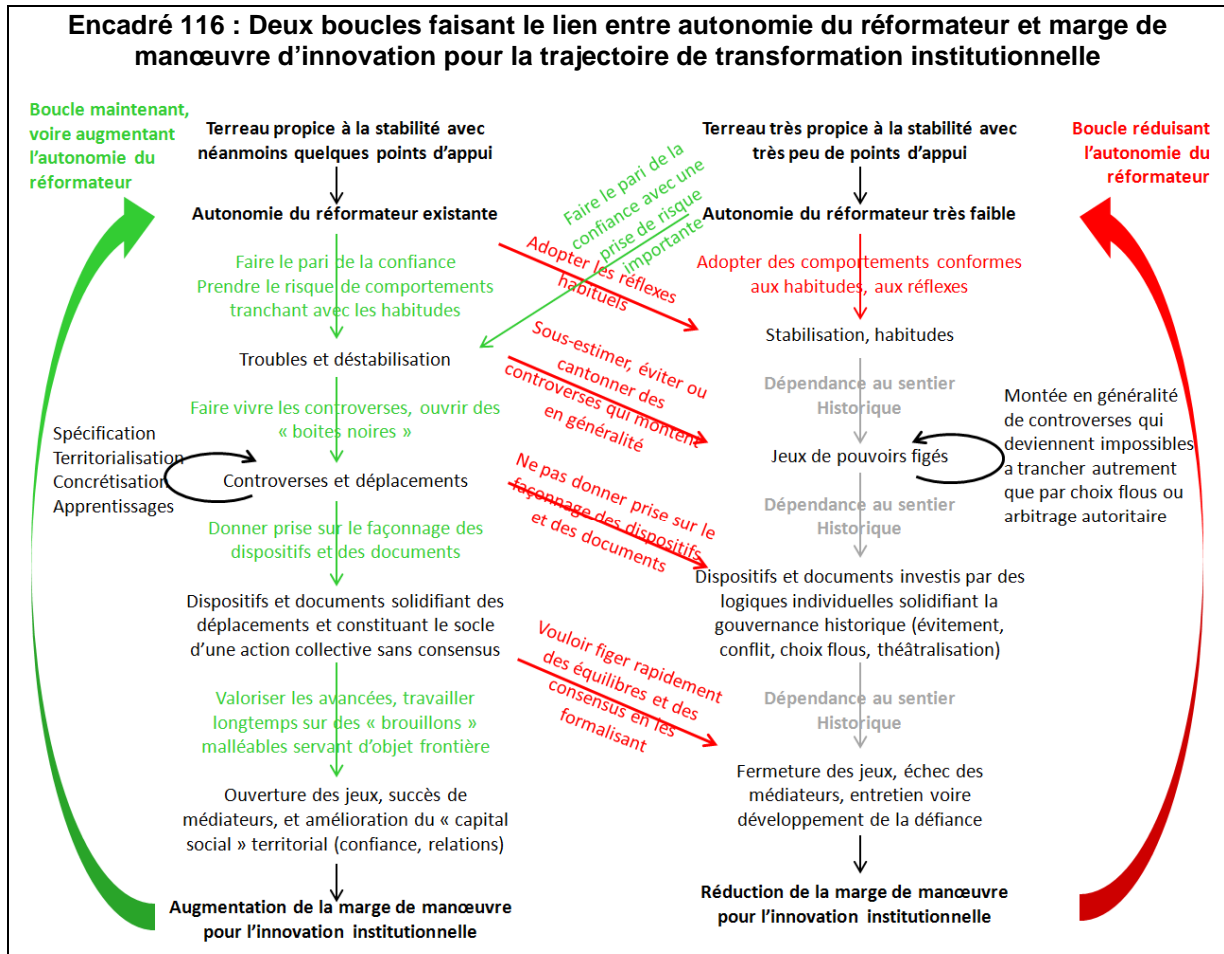 Encadré 116 : Deux boucles faisant le lien entre autonomie du réformateur et marge de
manœuvre d’innovation pour la trajectoire de transformation institutionnelle
Boucle maintenant,
voire augmentant
l’autonomie du
réformateur
Terreau propice à la stabilité avec
néanmoins quelques points d’appui
Autonomie du réformateur existante
Faire le pari de la confiance
Prendre le risque de comportements
tranchant avec les habitudes
Troubles et déstabilisation
Faire vivre les controverses, ouvrir des
« boites noires »
Spécification
Territorialisation
Concrétisation
Apprentissages
Controverses et déplacements
Donner prise sur le façonnage des
dispositifs et des documents
Dispositifs et documents solidifiant des
déplacements et constituant le socle
d’une action collective sans consensus
Valoriser les avancées, travailler
longtemps sur des « brouillons »
malléables servant d’objet frontière
Ouverture des jeux, succès de
médiateurs, et amélioration du « capital
social » territorial (confiance, relations)
Augmentation de la marge de manœuvre
pour l’innovation institutionnelle
Faire le pari de la
confiance avec une
prise de risque
importante
Adopter les réflexes
habituels
Sous-estimer, éviter ou
cantonner des
controverses qui montent
en généralité
Ne pas donner prise sur le
façonnage des dispositifs
et des documents
Vouloir figer rapidement
des équilibres et des
consensus en les
formalisant
Terreau très propice à la stabilité avec
très peu de points d’appui
Autonomie du réformateur très faible
Adopter des comportements conformes
aux habitudes, aux réflexes
Stabilisation, habitudes
Dépendance au sentier
Historique
Jeux de pouvoirs figés
Dépendance au sentier
Historique
Dispositifs et documents investis par des
logiques individuelles solidifiant la
gouvernance historique (évitement,
conflit, choix flous, théâtralisation)
Dépendance au sentier
Historique
Fermeture des jeux, échec des
médiateurs, entretien voire
développement de la défiance
Réduction de la marge de manœuvre
pour l’innovation institutionnelle
Boucle réduisant
l’autonomie du
réformateur
Montée en généralité
de controverses qui
deviennent impossibles
a trancher autrement
que par choix flous ou
arbitrage autoritaire